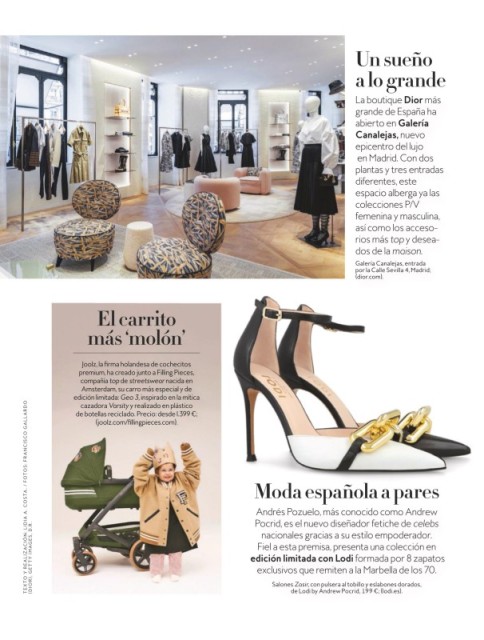 Un sueño
a lo grande
La boutique Dior más
grande de España ha
abierto en Galería
Canalejas, nuevo
epicentro del lujo
en Madrid. Con dos
plantas y tres entradas
diferentes, este
espacio alberga ya las
colecciones P/V
femenina y masculina,
así como los acceso-
rios más top y desea-
dos de la maison.
Galería Canalejas, entrada
por la Calle Sevilla 4, Madrid;
(dior.com).
El carrito
más ‘molón’
Joolz, la firma holandesa de cochecitos
premium, ha creado junto a Filling Pieces,
compañía top de streetwear nacida en
Amsterdam, su carro más especial y de
edición limitada: Geo 3, inspirado en la mítica
cazadora Varsity y realizado en plástico
de botellas reciclado. Precio: desde 1.399 €;
(joolz.com/fillingpieces.com).
LODI
Moda española a pares
Andrés Pozuelo, más conocido como Andrew
Pocrid, es el nuevo diseñador fetiche de celebs
nacionales gracias a su estilo empoderador.
Fiel a esta premisa, presenta una colección en
edición limitada con Lodi formada por 8 zapatos
exclusivos que remiten a la Marbella de los 70.
Salones Zasir, con pulsera al tobillo y eslabones dorados,
de Lodi by Andrew Pocrid, 199 €; (lodi.es).
TEXTO Y REALIZACIÓN: LIDIA A. COSTA. / FOTOS: FRANCISCO GALLARDO
(DIOR), GETTY IMAGES, D.R.